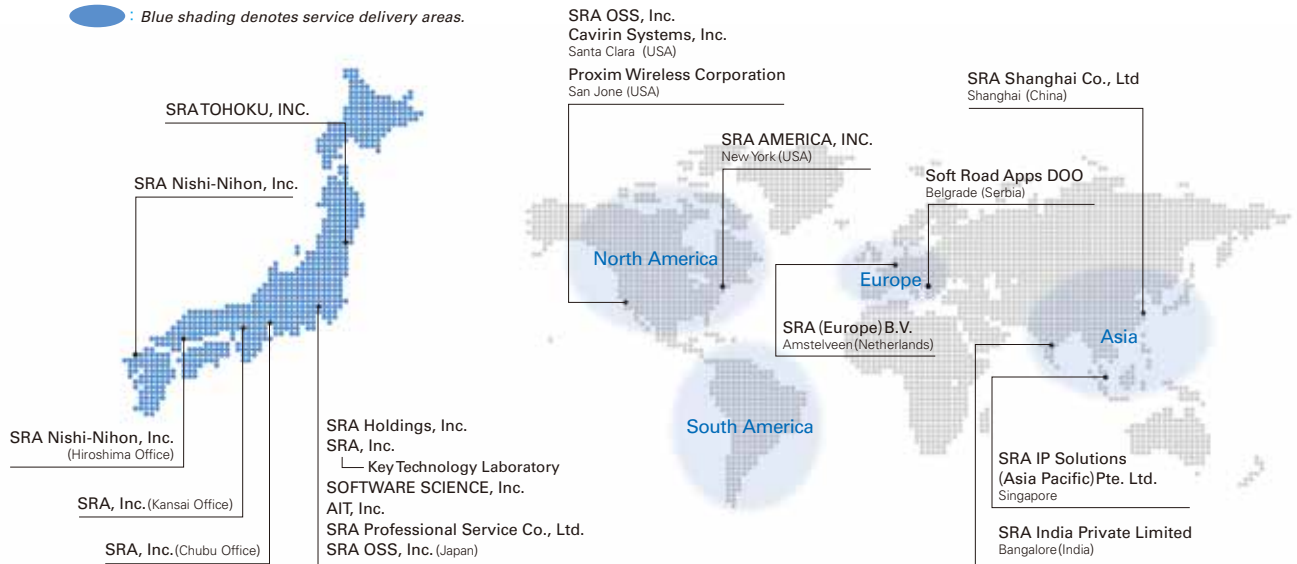 : Blue shading denotes service delivery areas.
SRA TOHOKU, INC.
SRA Nishi-Nihon, Inc.
SRA Nishi-Nihon, Inc.
(Hiroshima Office)
SRA, Inc. (Kansai Office)
SRA, Inc. (Chubu Office)
SRA Holdings, Inc.
SRA, Inc.
Key Technology Laboratory
SOFTWARE SCIENCE, Inc.
AIT, Inc.
SRA Professional Service Co., Ltd.
SRA OSS, Inc. (Japan)
SRA OSS, Inc.
Cavirin Systems, Inc.
Santa Clara (USA)
Proxim Wireless Corporation
San Jone (USA)
SRA AMERICA, INC.
New York (USA)
SRA Shanghai Co., Ltd
Shanghai (China)
Soft Road Apps DOO
Belgrade (Serbia)
North America
Europe
Asia
South America
SRA (Europe) B.V.
Amstelveen (Netherlands)
SRA IP Solutions
(Asia Pacific) Pte. Ltd.
Singapore
SRA India Private Limited
Bangalore (India)